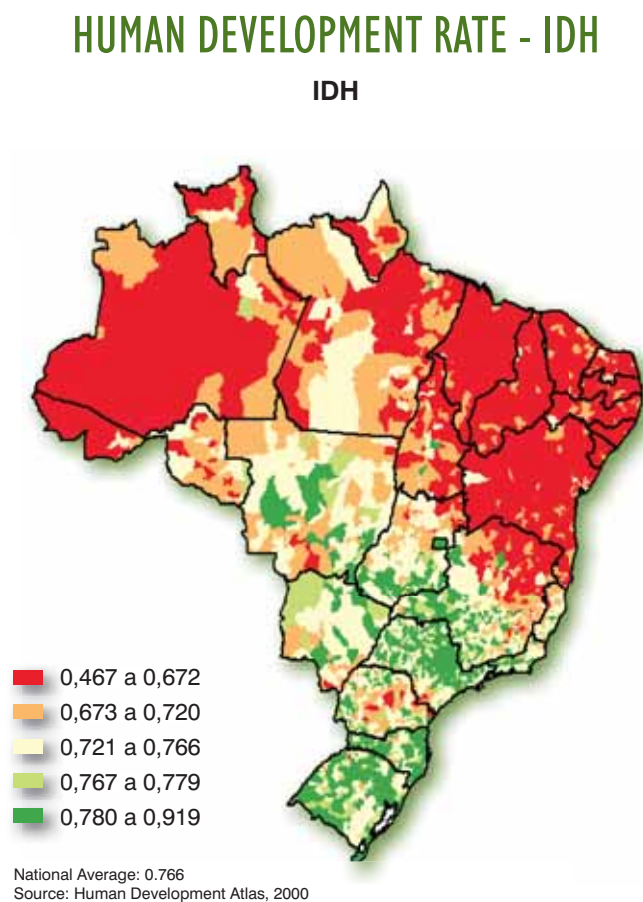 HUMAN DEVELOPMENT RATE - IDH
IDH
0,467 a 0,672
0,673 a 0,720
0,721 a 0,766
0,767 a 0,779
0,780 a 0,919
National Average: 0.766
Source: Human Development Atlas, 2000